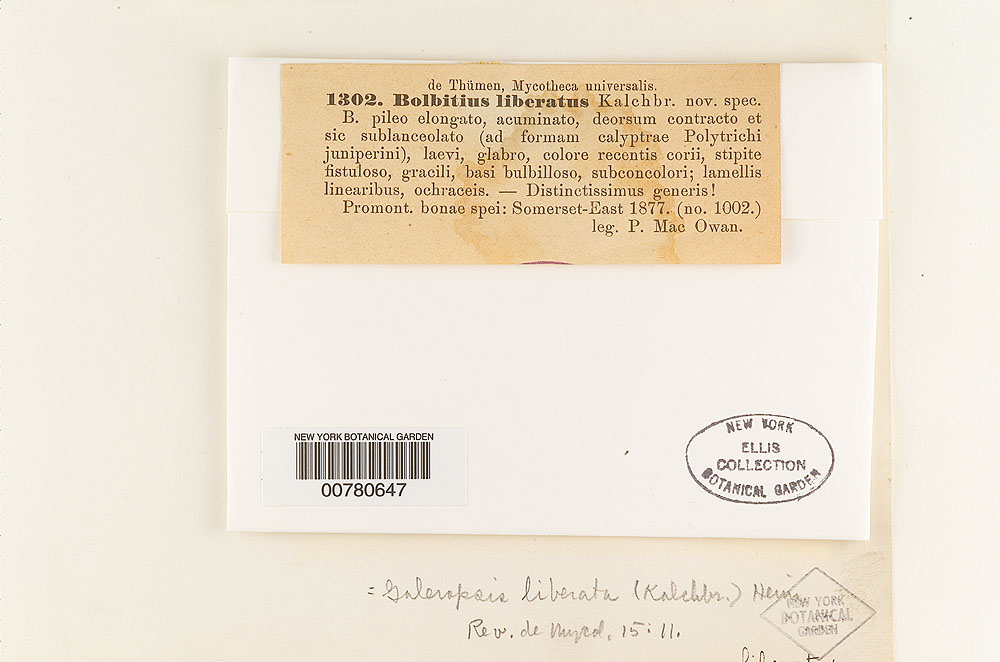 de Thümen, Mycotheca universalis.
1302. Bolbitius liberatus Kalchbr. nov. spec.
B. pileo elongato, acuminato, deorsum contracto et
sic sublanceolato (ad formam calyptrae Polytrichi
juniperini), laevi, glabro, colore recentis corii, stipite
fistuloso, gracili, basi bulbilloso, subconcolori; lamellis
linearibus, ochraceis. — Distinctissimus generis!
Promont. bonae spei: Somerset-East 1877. (no. 1002.)
leg. P. Mac Owan.
NEW YORK BOTANICAL GARDEN
00780647
NEW YORK
ELLIS
COLLECTION
BOTANICAL GARDEN
= Galeropsis liberata (Kalchbr.) Heim
Rev. de Mycol, 15:11.
NEW YORK
BOTANICAL
GARDEN